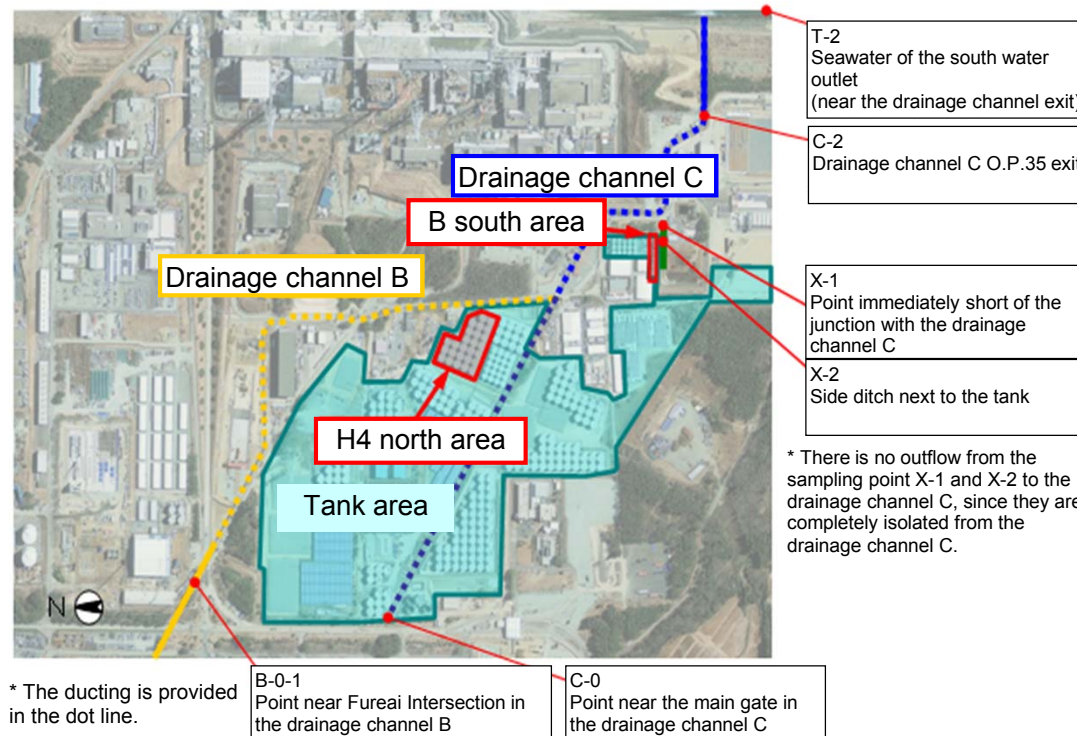 T-2
Seawater of the south water
outlet
(near the drainage channel exit)
C-2
Drainage channel C O.P.35 exit
Drainage channel C
B south area
Drainage channel B
X-1
Point immediately short of the
junction with the drainage
channel C
X-2
Side ditch next to the tank
H4 north area
* There is no outflow from the
sampling point X-1 and X-2 to the
drainage channel C, since they are
completely isolated from the
drainage channel C.
Tank area
N
* The ducting is provided
in the dot line.
B-0-1
Point near Fureai Intersection in
the drainage channel B
C-0
Point near the main gate in
the drainage channel C